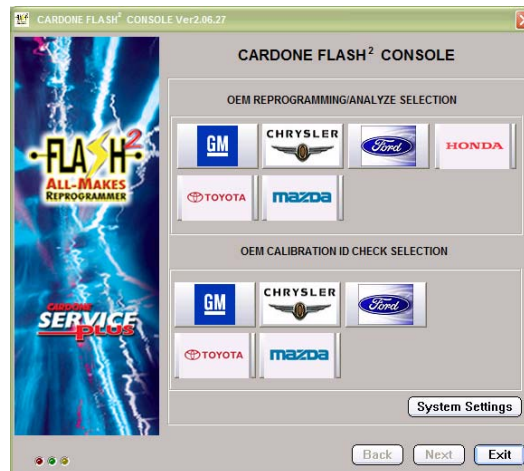 CARDONE FLASH² CONSOLE Ver2.06.27
CARDONE FLASH² CONSOLE
OEM REPROGRAMMING/ANALYZE SELECTION
GM
CHRYSLER
Ford
HONDA
TOYOTA
mazda
FLASH2
ALL-MAKES
REPROGRAMMER
OEM CALIBRATION ID CHECK SELECTION
GM
CHRYSLER
Ford
TOYOTA
mazda
CARDONE
SERVICE
PLUS
System Settings
Back
Next
Exit